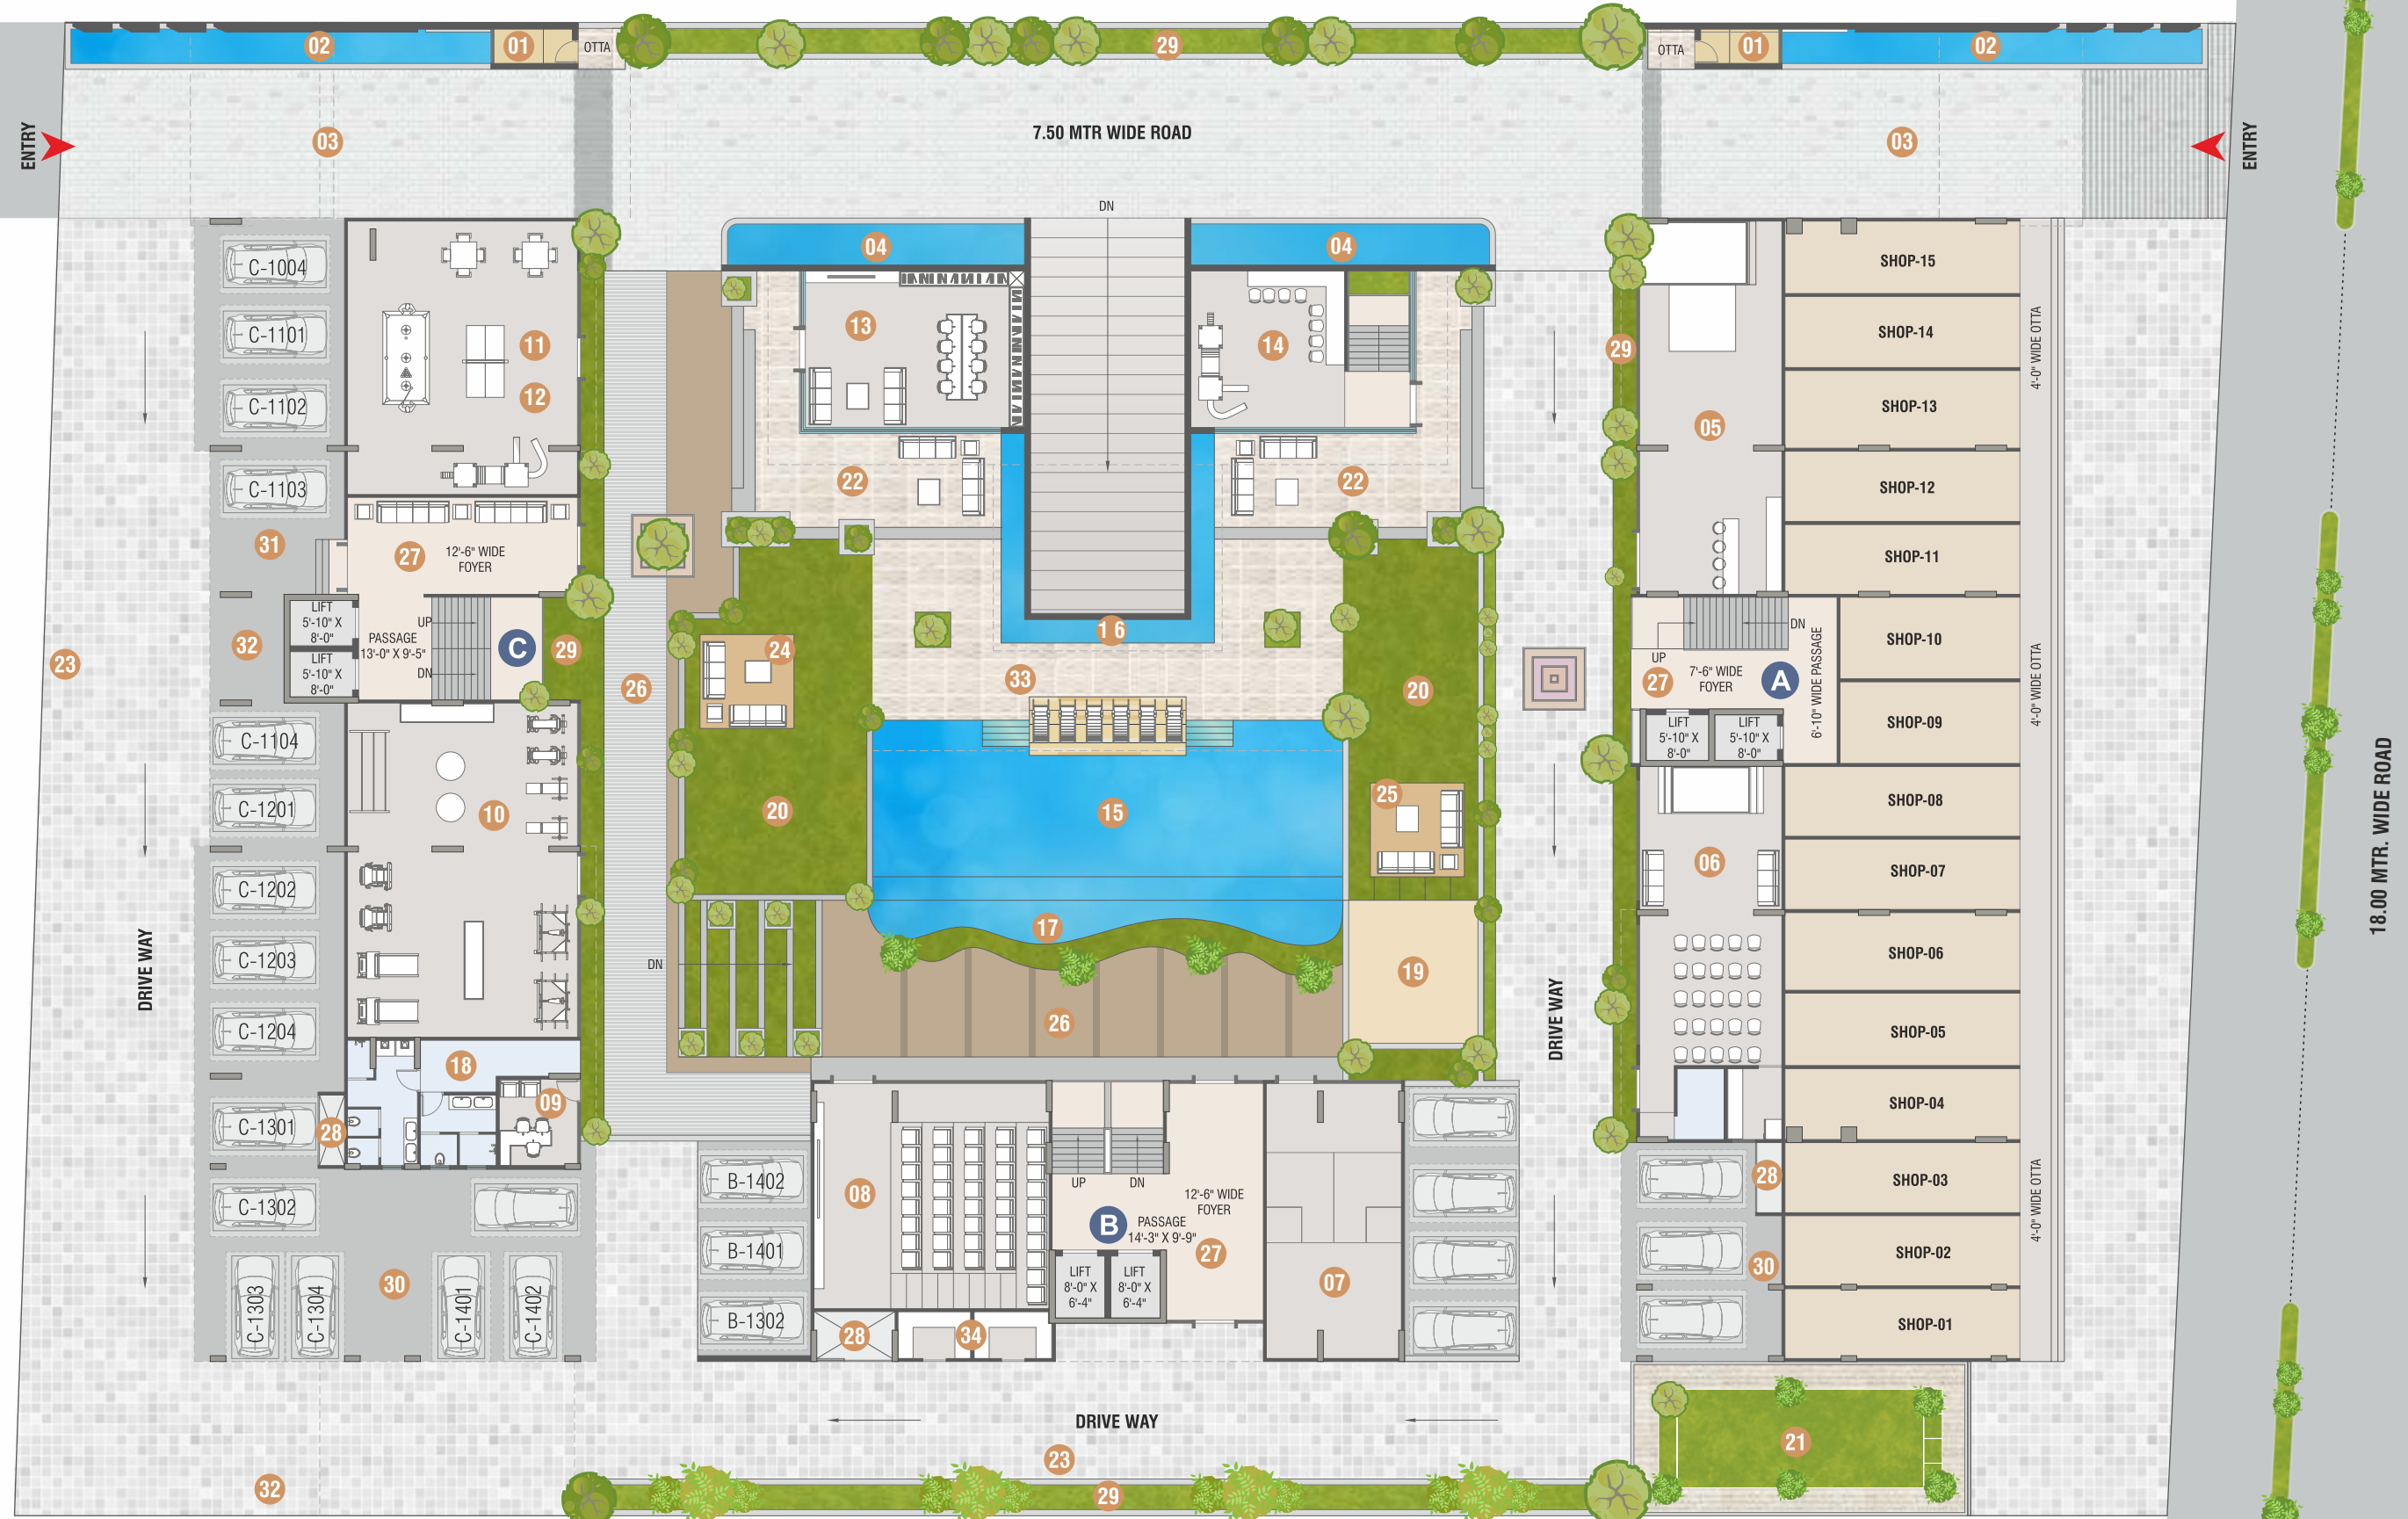 02
01
OTTA
29
OTTA
01
02
ENTRY
03
7.50 MTR WIDE ROAD
03
ENTRY
DN
04
04
C-1004
C-1101
C-1102
C-1103
11
12
13
14
22
22
29
05
SHOP-15
SHOP-14
SHOP-13
SHOP-12
SHOP-11
4'-0" WIDE OTTA
31
27
12'-6" WIDE
FOYER
LIFT
5'-10" X
8'-0"
LIFT
5'-10" X
8'-0"
PASSAGE
13'-0" X 9'-5"
UP
DN
C
29
32
23
26
24
16
33
20
20
25
15
17
DN
26
19
UP
DN
27
7'-6" WIDE
FOYER
A
6'-10" WIDE PASSAGE
LIFT
5'-10" X
8'-0"
LIFT
5'-10" X
8'-0"
SHOP-10
SHOP-09
4'-0" WIDE OTTA
18.00 MTR. WIDE ROAD
C-1104
C-1201
C-1202
C-1203
C-1204
10
DRIVE WAY
DRIVE WAY
06
SHOP-08
SHOP-07
SHOP-06
SHOP-05
SHOP-04
18
09
C-1301
28
C-1302
30
C-1303
C-1304
C-1401
C-1402
B-1402
B-1401
B-1302
08
UP
DN
B
PASSAGE
14'-3" X 9'-9"
12'-6" WIDE
FOYER
27
LIFT
8'-0" X
6'-4"
LIFT
8'-0" X
6'-4"
07
28
34
28
30
SHOP-03
SHOP-02
SHOP-01
4'-0" WIDE OTTA
DRIVE WAY
23
21
32
29